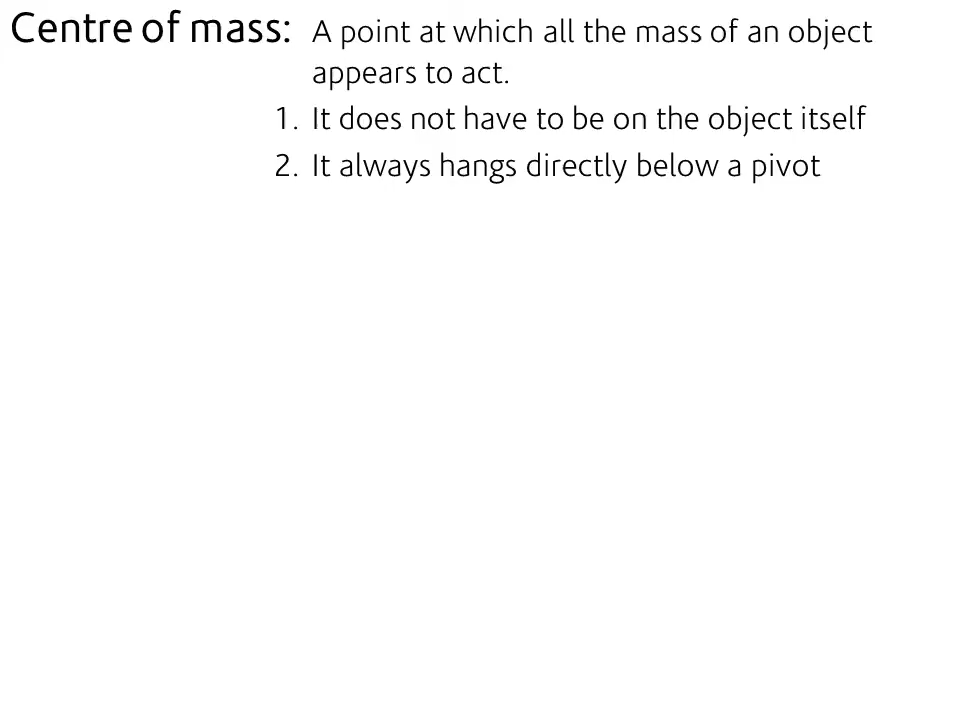 Centre of mass: A point at which all the mass of an object
appears to act.
1. It does not have to be on the object itself
2. It always hangs directly below a pivot